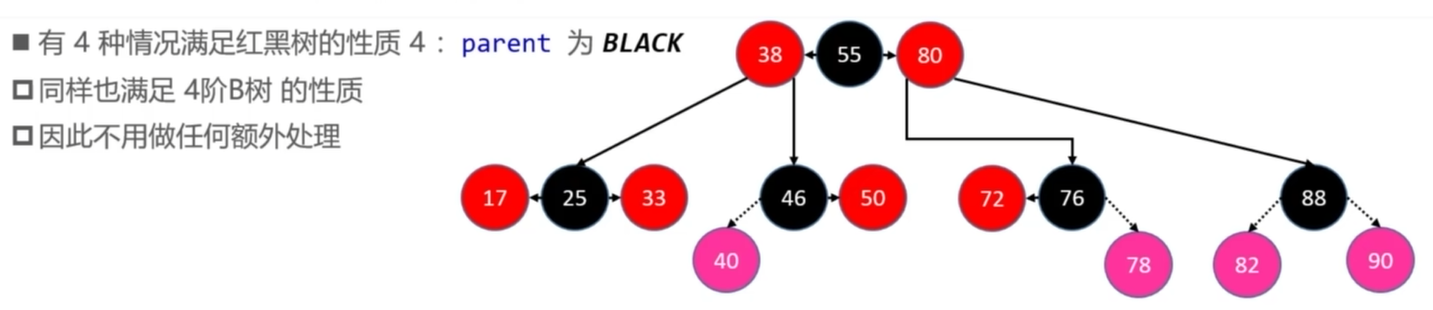 有 4 种情况满足红黑树的性质 4：parent 为 BLACK
同样也满足 4阶B树 的性质
因此不用做任何额外处理
38 55 80
17 25 33 46 50 72 76 88
40 78 82 90